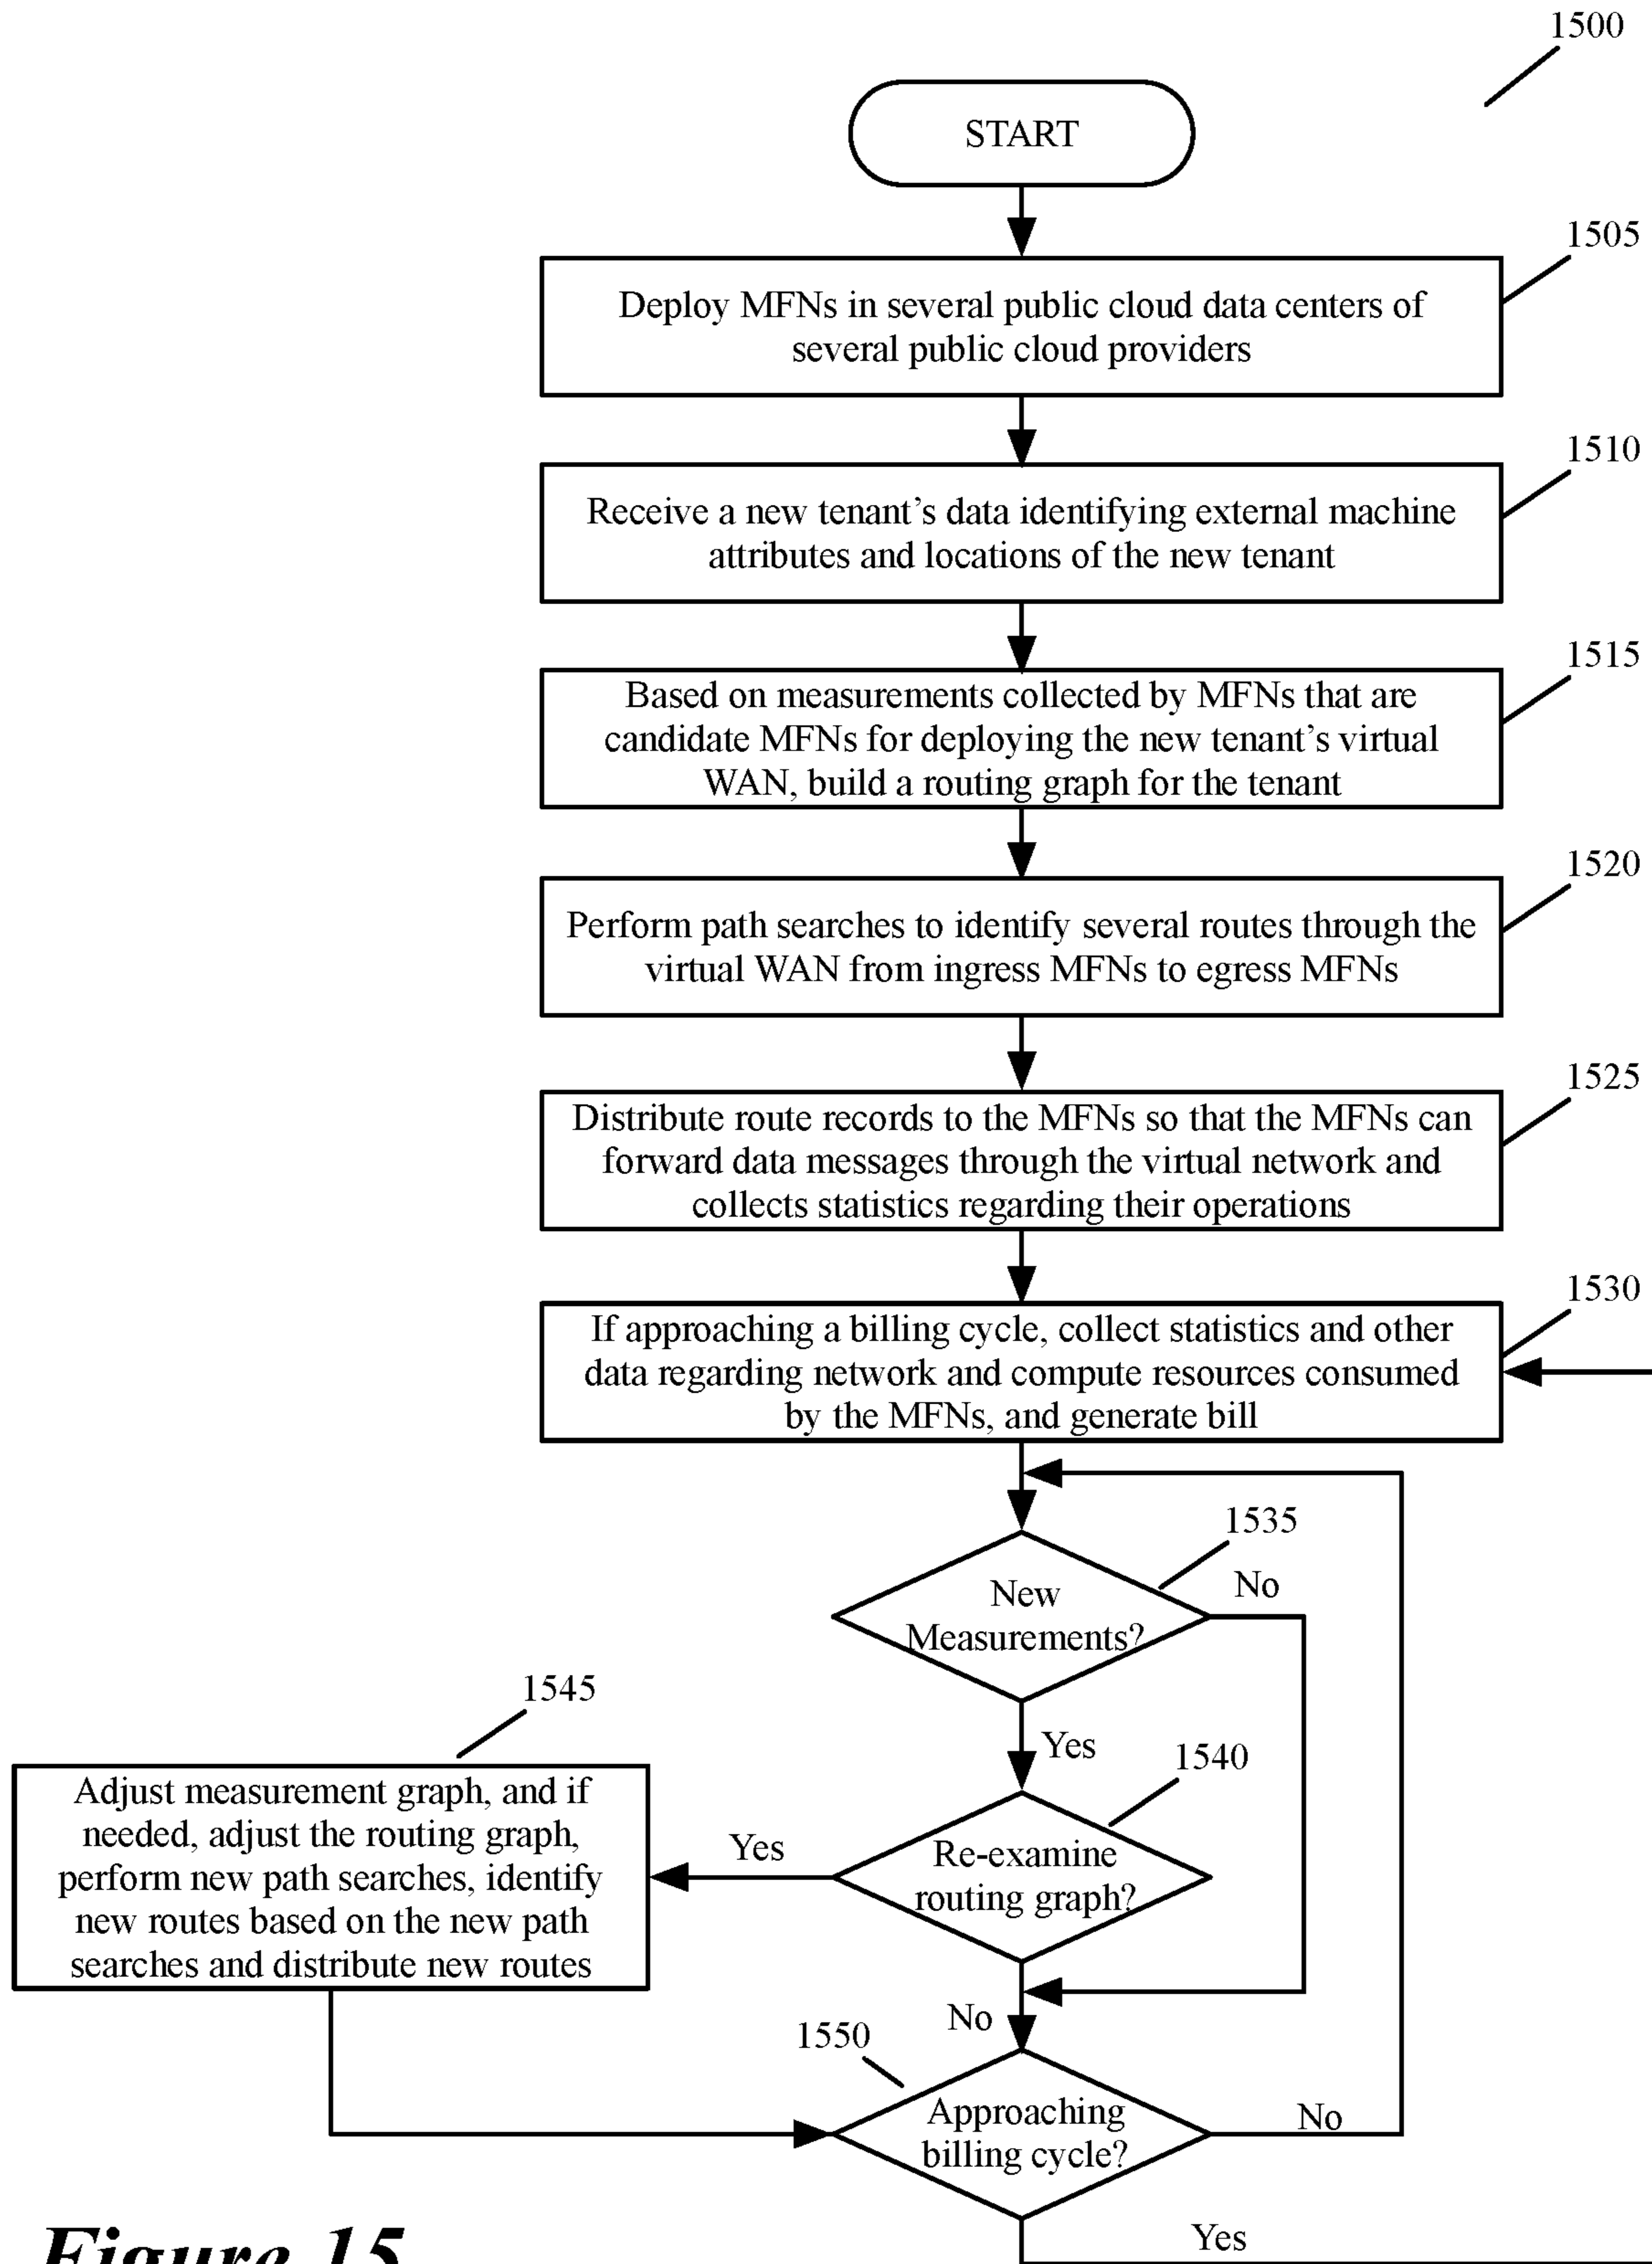 1500
START
1505
Deploy MFNs in several public cloud data centers of
several public cloud providers
1510
Receive a new tenant’s data identifying external machine
attributes and locations of the new tenant
1515
Based on measurements collected by MFNs that are
candidate MFNs for deploying the new tenant’s virtual
WAN, build a routing graph for the tenant
1520
Perform path searches to identify several routes through the
virtual WAN from ingress MFNs to egress MFNs
1525
Distribute route records to the MFNs so that the MFNs can
forward data messages through the virtual network and
collects statistics regarding their operations
1530
If approaching a billing cycle, collect statistics and other
data regarding network and compute resources consumed
by the MFNs, and generate bill
1535
New
Measurements?
No
Yes
1540
Re-examine
routing graph?
Yes
1545
Adjust measurement graph, and if
needed, adjust the routing graph,
perform new path searches, identify
new routes based on the new path
searches and distribute new routes
No
1550
Approaching
billing cycle?
No
Yes
Figure 15